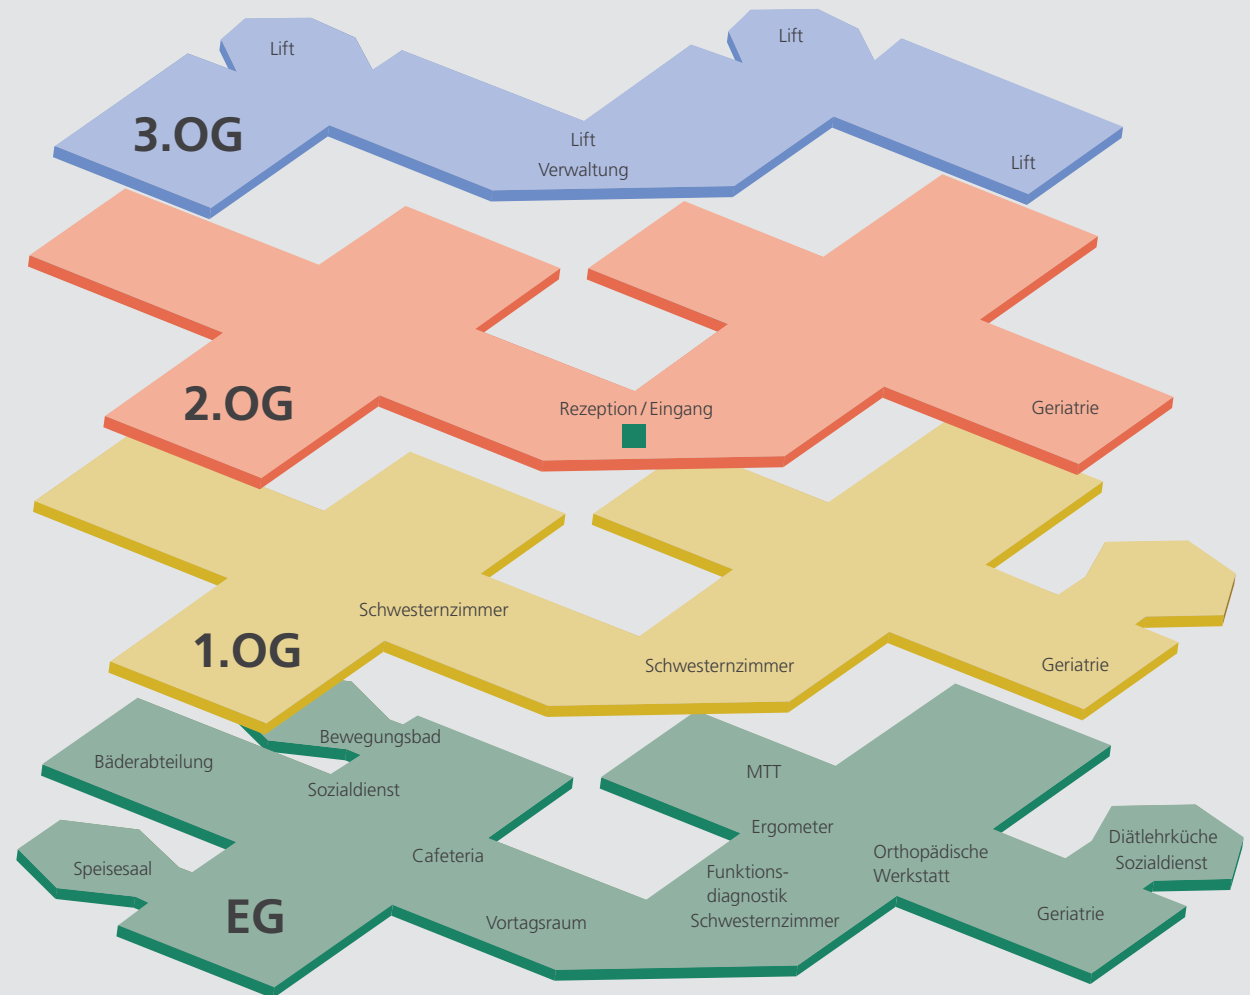 Lift
Lift
3.OG
Lift
Verwaltung
Lift
2.OG
Rezeption / Eingang
Geriatrie
Schwesternzimmer
1.OG
Schwesternzimmer
Geriatrie
Bewegungsbad
Bäderabteilung
Sozialdienst
MTT
Ergometer
Cafeteria
Speisesaal
Orthopädische
Werkstatt
Diätlehrküche
Sozialdienst
Funktions-
diagnostik
Schwesternzimmer
EG
Vortagsraum
Geriatrie